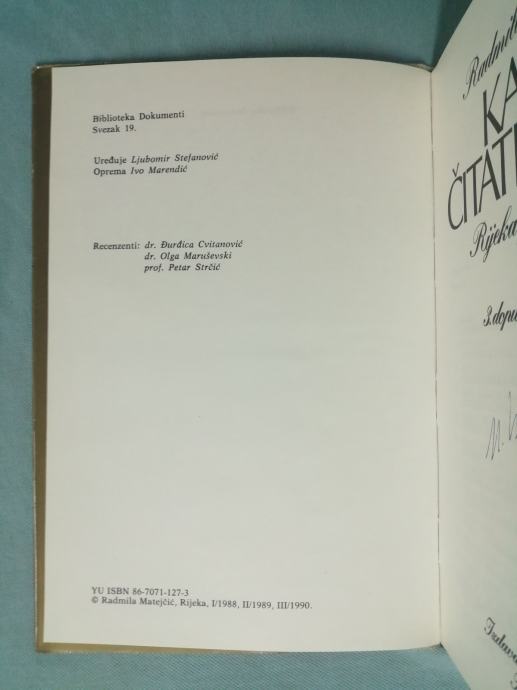 Biblioteka Dokumenti
Svezak 19.
Uređuje Ljubomir Stefanović
Oprema Ivo Marendić
Recenzenti: dr. Đurđica Cvitanović
dr. Olga Maruševski
prof. Petar Strčić
YU ISBN 86-7071-127-3
© Radmila Matejčić, Rijeka, I/1988, II/1989, III/1990.
KA
ČITATI
Rijeka